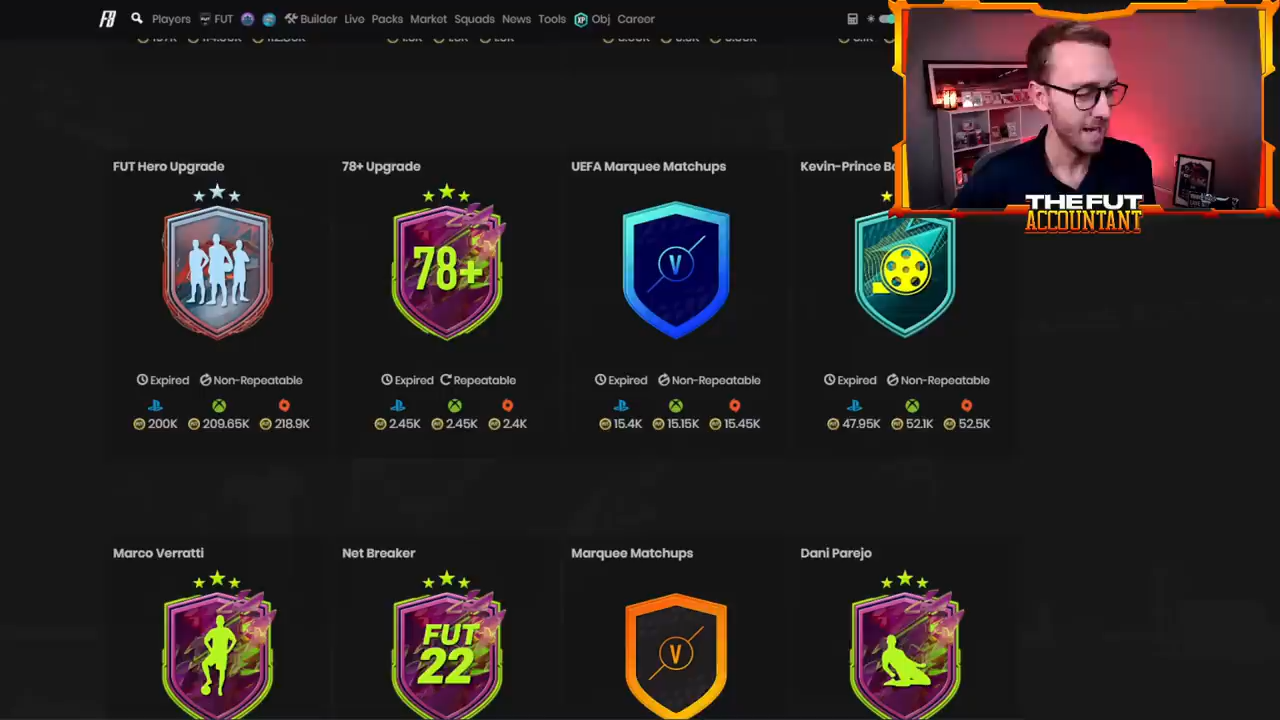 FB Players FUT Builder Live Packs Market Squads News Tools XP Obj Career
THE FUT
ACCOUNTANT
FUT Hero Upgrade 78+ Upgrade UEFA Marquee Matchups Kevin-Prince
78+ V
Expired Non-Repeatable Expired Repeatable Expired Non-Repeatable Expired Non-Repeatable
200K 209.65K 218.9K 2.45K 2.45K 2.4K 15.4K 15.15K 15.45K 47.95K 52.1K 52.5K
Marco Verratti Net Breaker Marquee Matchups Dani Parejo
FUT
22 V